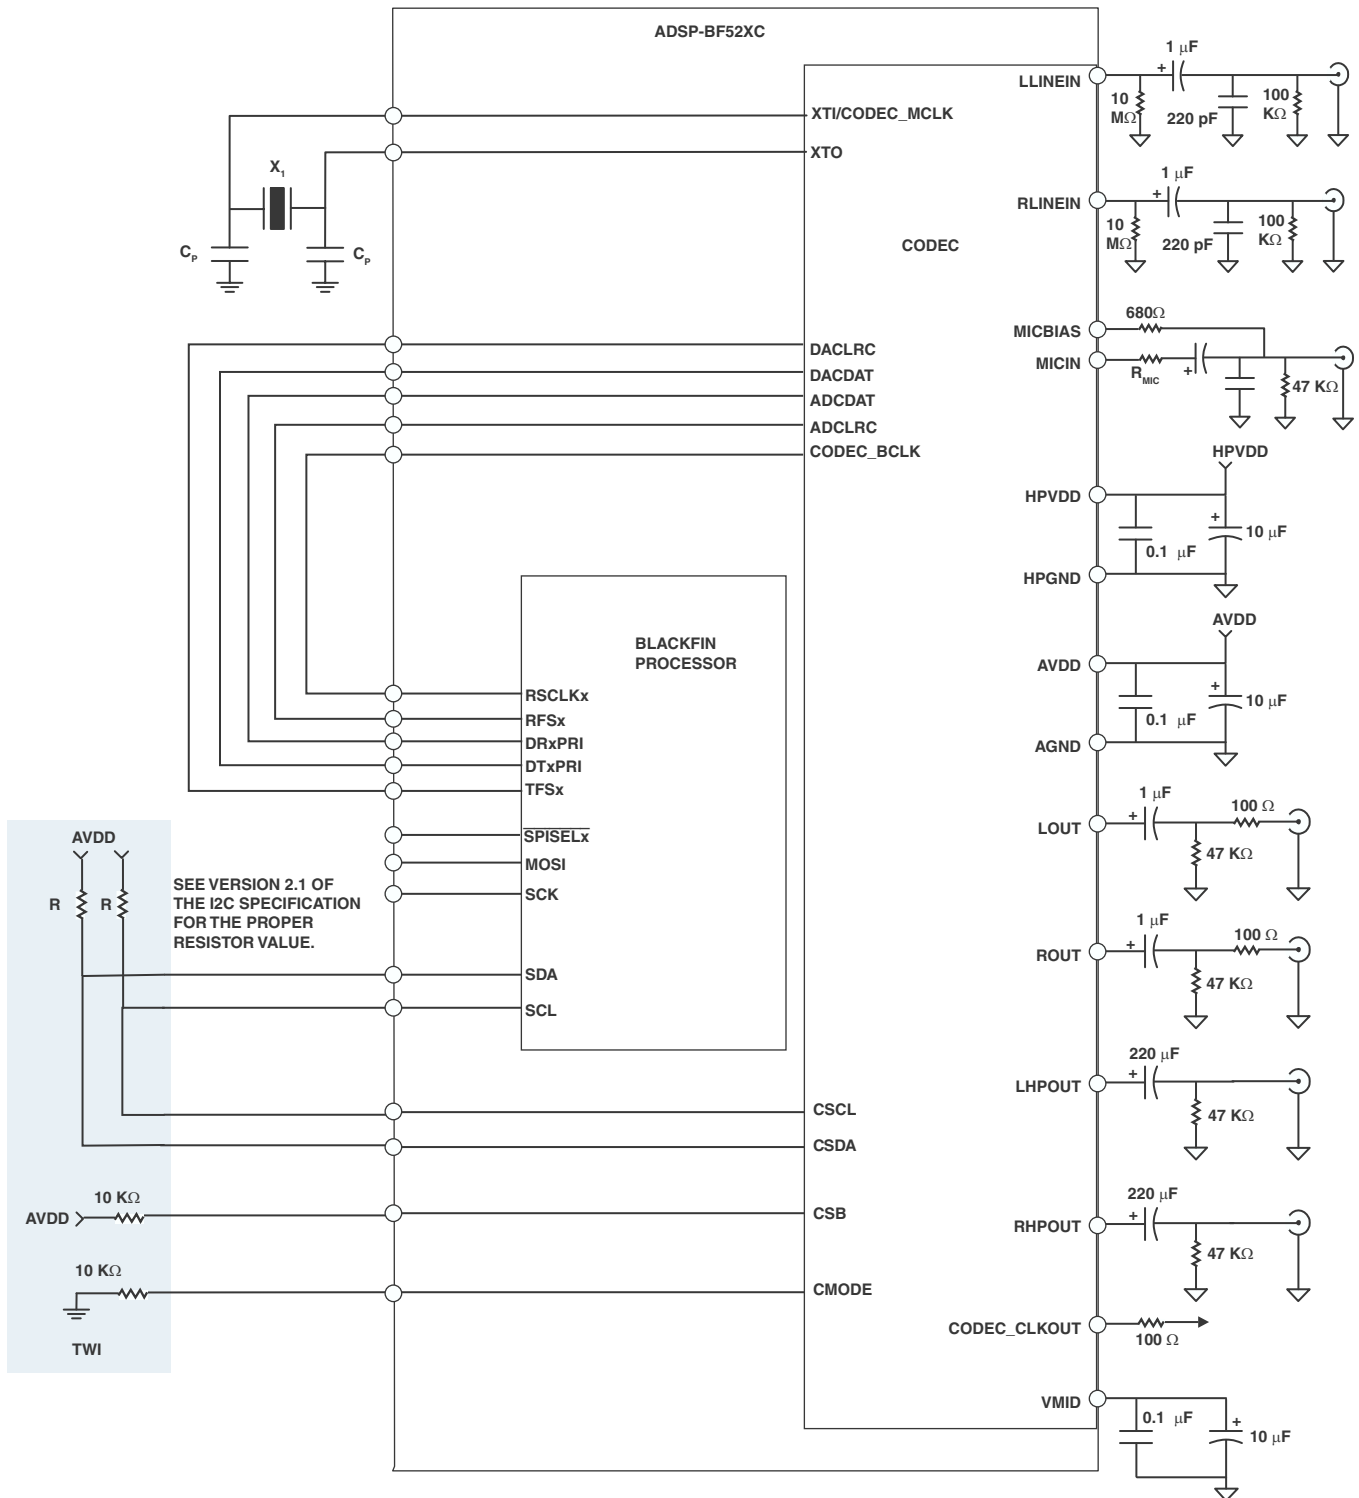 ADSP-BF52XC
CODEC
XTI/CODEC_MCLK
XTO
X1
CP
CP
DACLRC
DACDAT
ADCDAT
ADCLRC
CODEC_BCLK
BLACKFIN
PROCESSOR
RSCLKx
RFSx
DRxPRI
DTxPRI
TFSx
SPISELx
MOSI
SCK
SDA
SCL
AVDD
R
R
SEE VERSION 2.1 OF
THE I2C SPECIFICATION
FOR THE PROPER
RESISTOR VALUE.
CSCL
CSDA
10 KΩ
AVDD
CSB
10 KΩ
CMODE
TWI
LLINEIN
1 µF
+
10
MΩ
220 pF
100
KΩ
RLINEIN
1 µF
+
10
MΩ
220 pF
100
KΩ
MICBIAS
680Ω
MICIN
RMIC
+
47 KΩ
HPVDD
HPVDD
+
10 µF
0.1 µF
HPGND
AVDD
AVDD
+
10 µF
0.1 µF
AGND
LOUT
1 µF
+
100 Ω
47 KΩ
ROUT
1 µF
+
100 Ω
47 KΩ
LHPOUT
220 µF
+
47 KΩ
RHPOUT
220 µF
+
47 KΩ
CODEC_CLKOUT
100 Ω
VMID
0.1 µF
+
10 µF